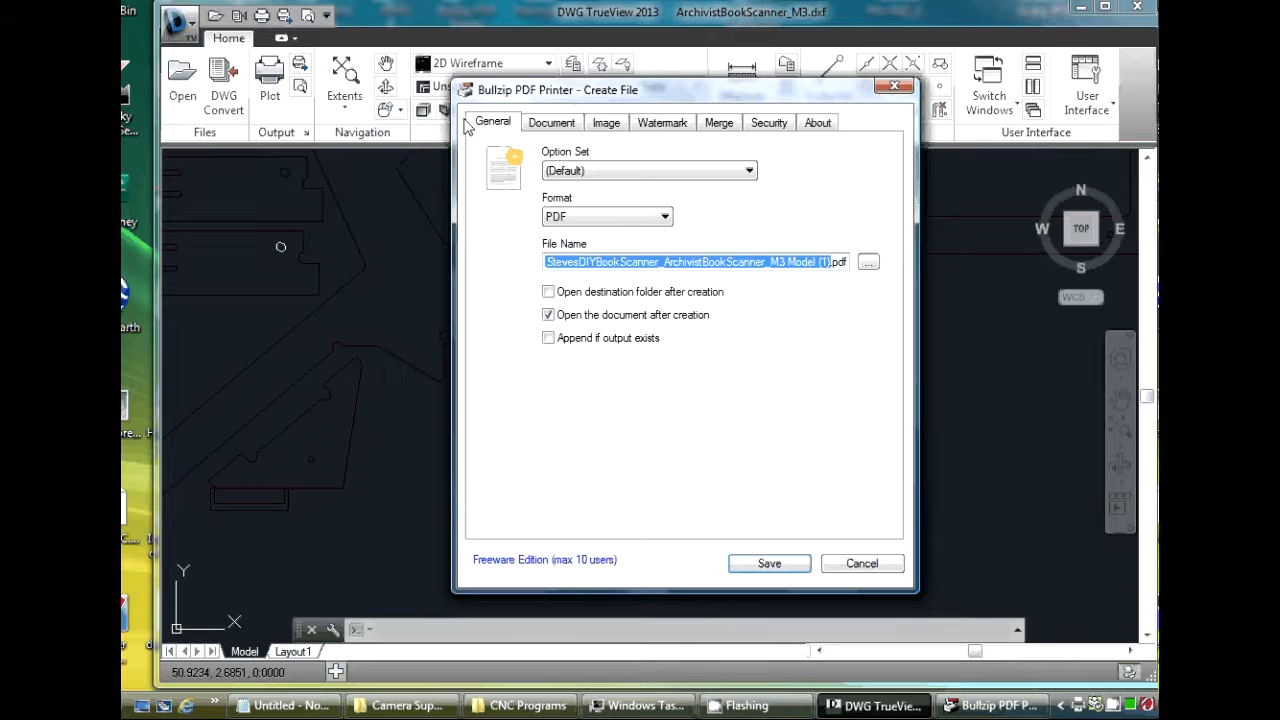 Bin
DWG TrueView 2013 ArchivistBookScanner_M3.dxf
TV
Home
2D Wireframe
Open
DWG Convert
Plot
Extents
Switch Windows
User Interface
Files
Output
Navigation
User Interface
Bullzip PDF Printer - Create File
General Document Image Watermark Merge Security About
Option Set
(Default)
Format
PDF
File Name
StevesDIYBookScanner_ArchivistBookScanner_M3 Model (1).pdf
...
Open destination folder after creation
Open the document after creation
Append if output exists
Freeware Edition (max 10 users)
Save Cancel
N
W TOP E
S
WCS
Y
X
Model Layout1
50.9234, 2.6851, 0.0000
Untitled - No... Camera Sup... CNC Programs Windows Tas... Flashing DWG TrueVie... Bullzip PDF P...